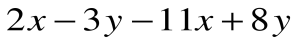 2x − 3y − 11x + 8y